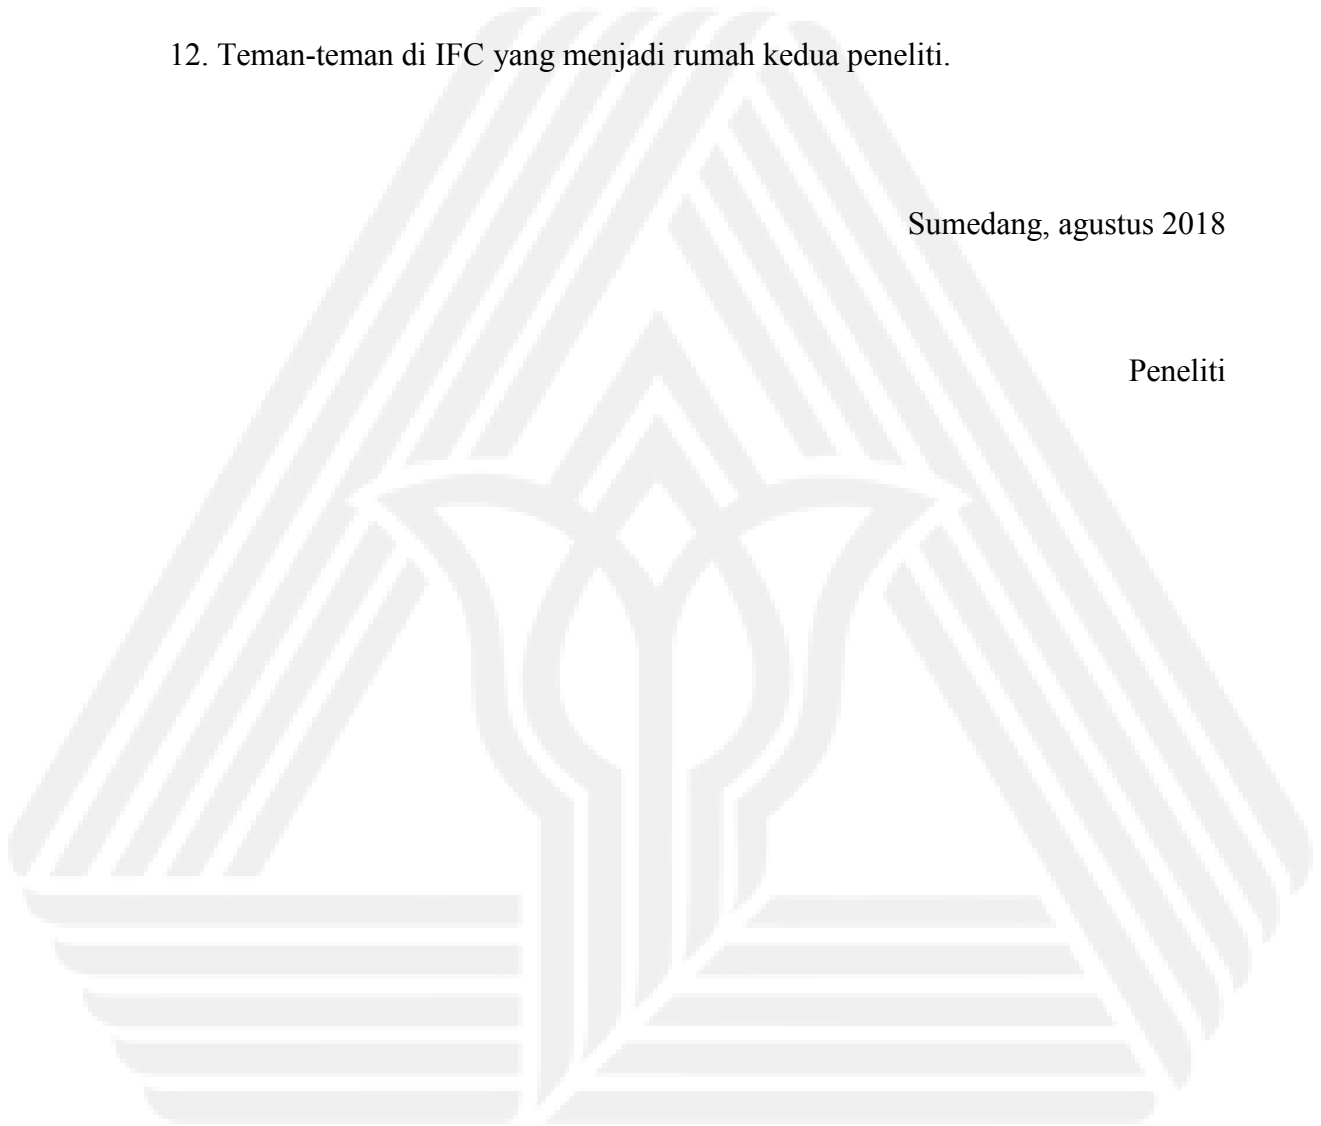 12. Teman-teman di IFC yang menjadi rumah kedua peneliti.
Sumedang, agustus 2018
Peneliti